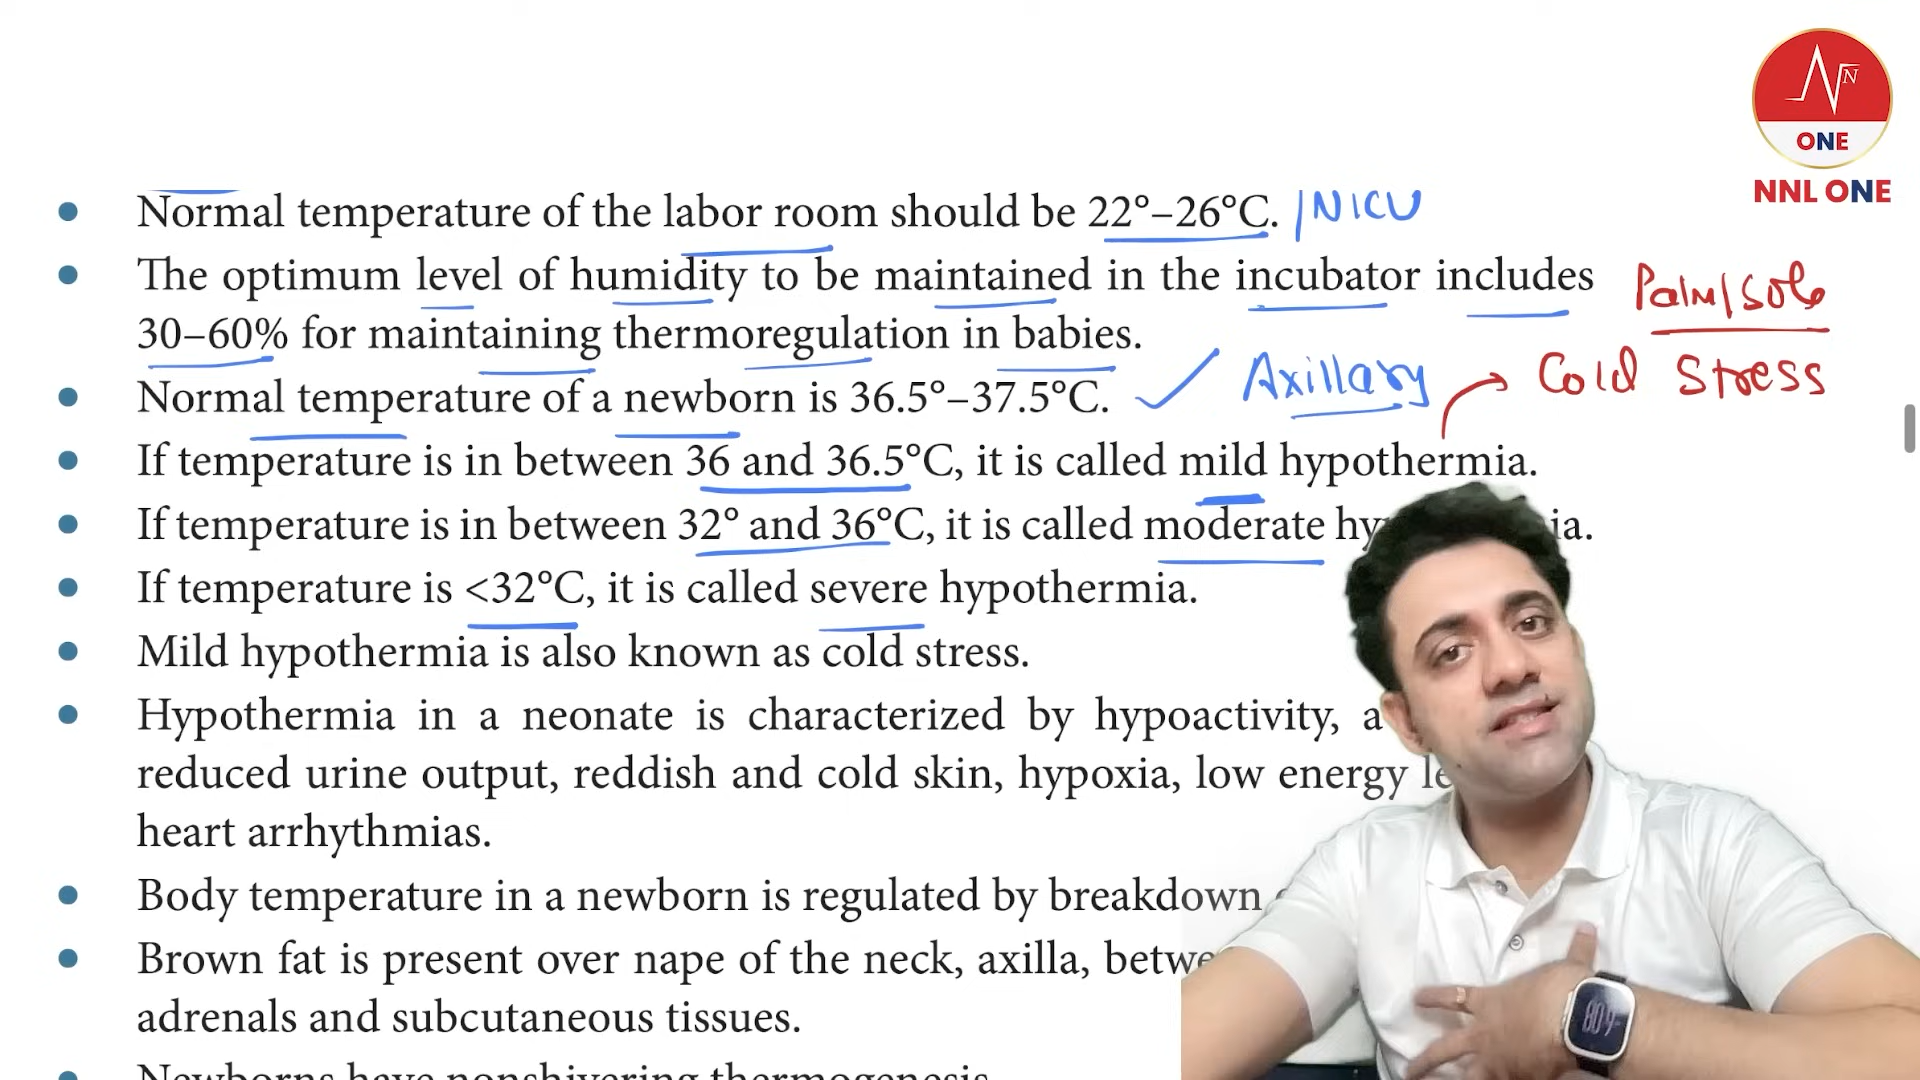 N
ONE
NNL ONE
• Normal temperature of the labor room should be 22°–26°C. / NICU
• The optimum level of humidity to be maintained in the incubator includes
30–60% for maintaining thermoregulation in babies.
Palm/Sole
• Normal temperature of a newborn is 36.5°–37.5°C. ✓ Axillary → Cold Stress
• If temperature is in between 36 and 36.5°C, it is called mild hypothermia.
• If temperature is in between 32° and 36°C, it is called moderate hy ia.
• If temperature is <32°C, it is called severe hypothermia.
• Mild hypothermia is also known as cold stress.
• Hypothermia in a neonate is characterized by hypoactivity, a
reduced urine output, reddish and cold skin, hypoxia, low energy le
heart arrhythmias.
• Body temperature in a newborn is regulated by breakdown
• Brown fat is present over nape of the neck, axilla, betwe
adrenals and subcutaneous tissues.
• Newborns have nonshivering thermogenesis.